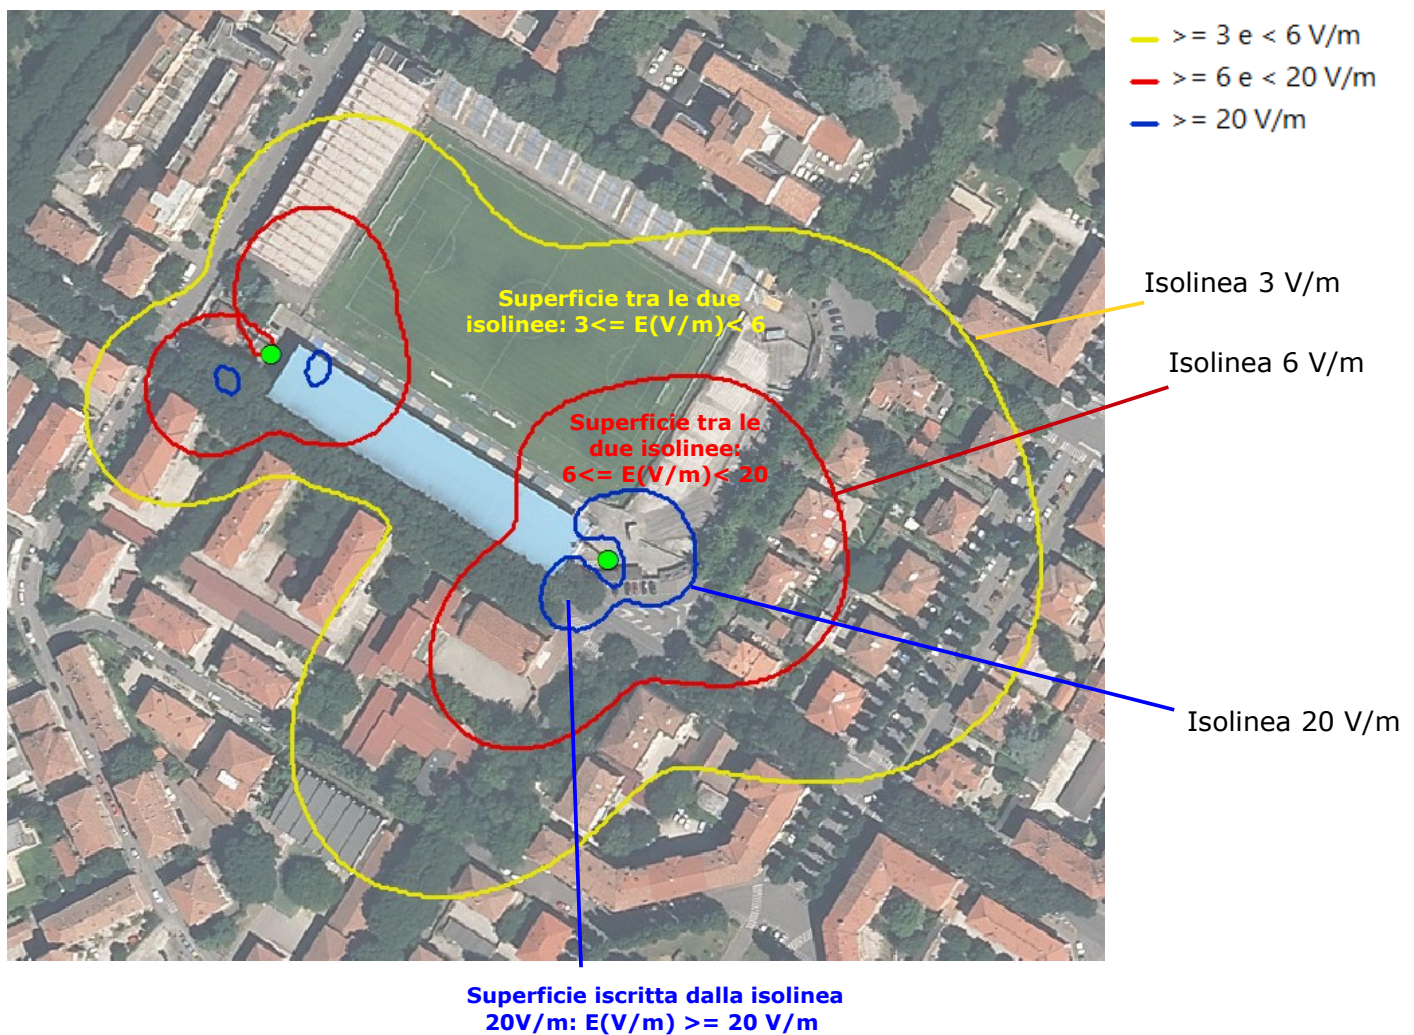 >= 3 e < 6 V/m
>= 6 e < 20 V/m
>= 20 V/m
Isolinea 3 V/m
Superficie tra le due
isolinee: 3<= E(V/m)< 6
Isolinea 6 V/m
Superficie tra le
due isolinee:
6<= E(V/m)< 20
Isolinea 20 V/m
Superficie iscritta dalla isolinea
20V/m: E(V/m) >= 20 V/m